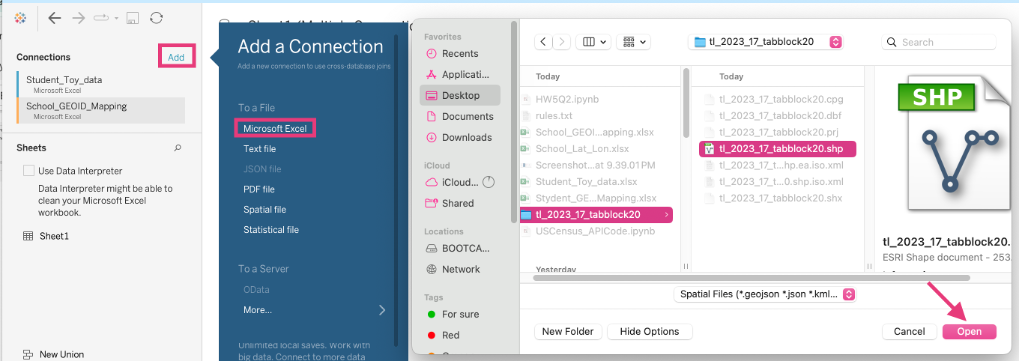 Connections
Add
Student_Toy_data
Microsoft Excel
School_GEOID_Mapping
Microsoft Excel
Sheets
Use Data Interpreter
Data Interpreter might be able to
clean your Microsoft Excel
workbook.
Sheet1
New Union
Add a Connection
Add a new connection to use cross-database joins
To a File
Microsoft Excel
Text file
JSON file
PDF file
Spatial file
Statistical file
To a Server
OData
More...
Unlimited local saves. Work with
big data. Connect to more data
Favorites
Recents
Applicati...
Desktop
Documents
Downloads
iCloud
iCloud...
Shared
Locations
BOOTCA...
Network
Tags
For sure
Red
tl_2023_17_tabblock20
Search
Today
HW5Q2.ipynb
rules.txt
School_GEOI...apping.xlsx
School_Lat_Lon.xlsx
Screenshot...at 9.39.01 PM
Student_Toy_data.xlsx
Stydent_GE...Mapping.xlsx
tl_2023_17_tabblock20
USCensus_APICode.ipynb
Yesterday
Today
tl_2023_17_tabblock20.cpg
tl_2023_17_tabblock20.dbf
tl_2023_17_tabblock20.prj
tl_2023_17_tabblock20.shp
tl_2023_17_t...hp.ea.iso.xml
tl_2023_17_t...0.shp.iso.xml
tl_2023_17_tabblock20.shx
SHP
tl_2023_17_tabblock20.
ESRI Shape document - 253
Spatial Files (*.geojson *.json *.kml...
New Folder
Hide Options
Cancel
Open